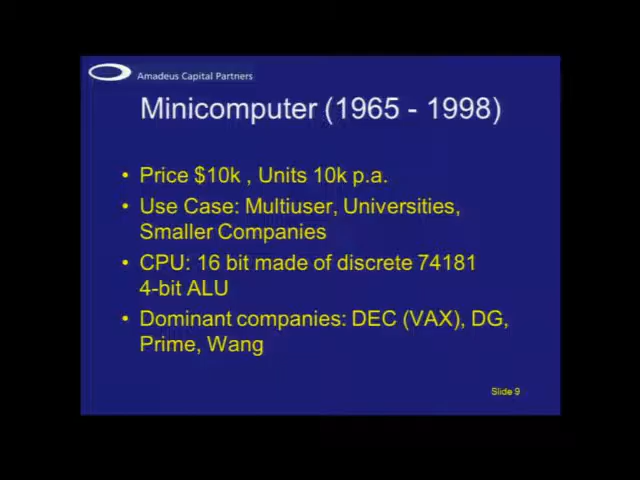 Amadeus Capital Partners
Minicomputer (1965 - 1998)
• Price $10k , Units 10k p.a.
• Use Case: Multiuser, Universities,
Smaller Companies
• CPU: 16 bit made of discrete 74181
4-bit ALU
• Dominant companies: DEC (VAX), DG,
Prime, Wang
Slide 9